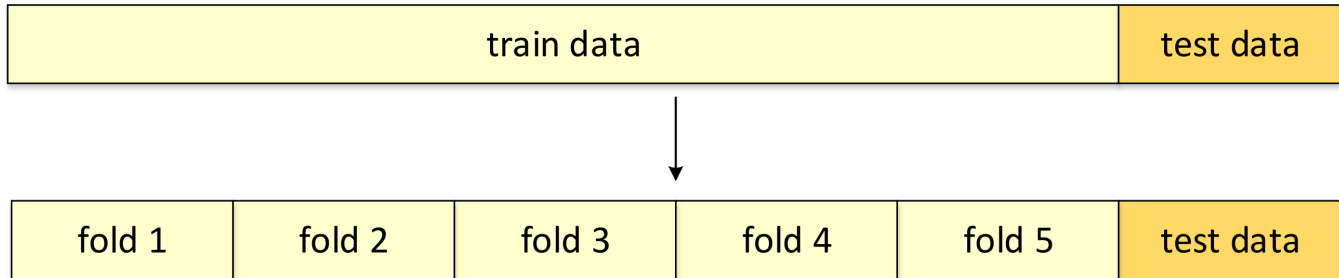 train data test data
fold 1 fold 2 fold 3 fold 4 fold 5 test data